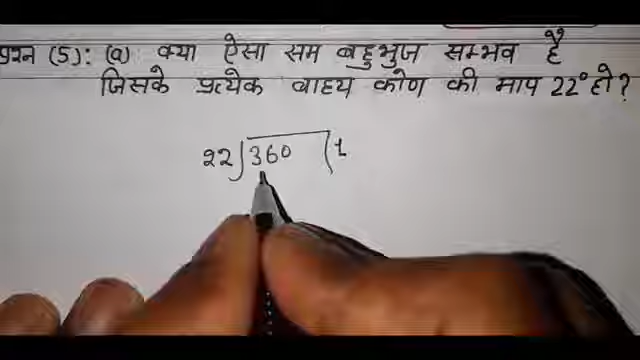 प्रश्न (5): (a) क्या ऐसा सम बहुभुज सम्भव है
जिसके प्रत्येक वाह्य कोण की माप 22° हो?
22)360(1